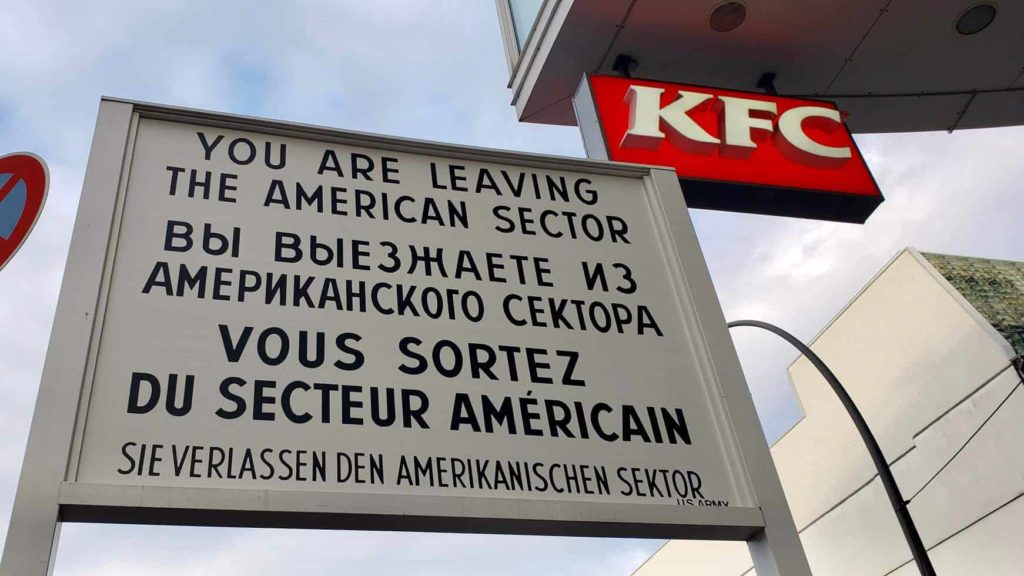 YOU ARE LEAVING
THE AMERICAN SECTOR
ВЫ ВЫЕЗЖАЕТЕ ИЗ
АМЕРИКАНСКОГО СЕКТОРА
VOUS SORTEZ
DU SECTEUR AMÉRICAIN
SIE VERLASSEN DEN AMERIKANISCHEN SEKTOR
US ARMY
KFC